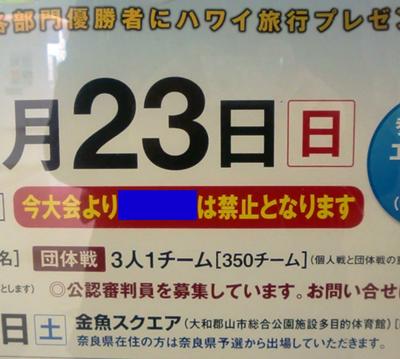 各部門優勝者にハワイ旅行プレゼン
月23日 日
今大会より は禁止となります
団体戦 3人1チーム[350チーム](個人戦と団体戦の
◎公認審判員を募集しています。お問い合せは
日 土 金魚スクエア(大和郡山市総合公園施設多目的体育館)
奈良県在住の方は奈良県予選から出場していただきます。